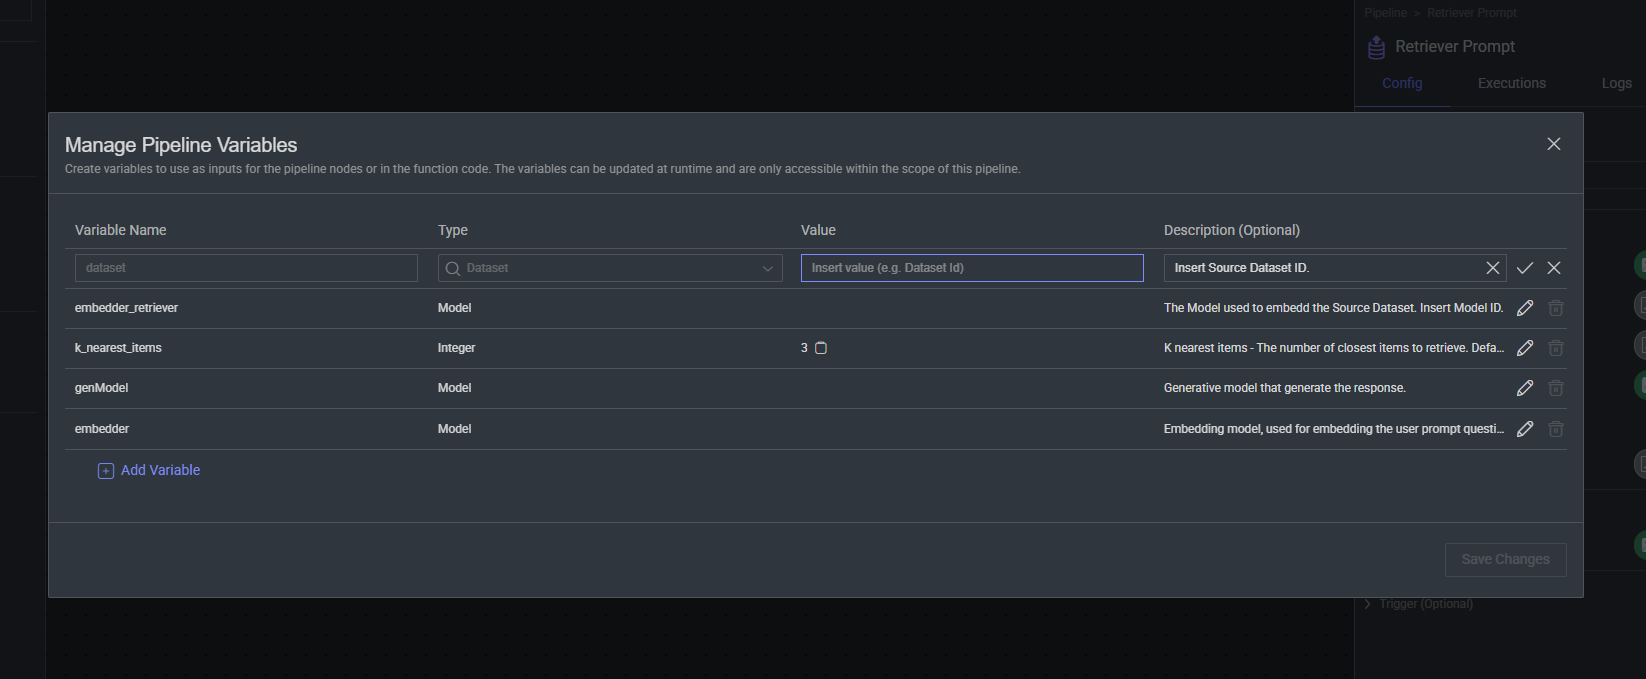 Pipeline > Retriever Prompt
Retriever Prompt
Config Executions Logs
Manage Pipeline Variables
Create variables to use as inputs for the pipeline nodes or in the function code. The variables can be updated at runtime and are only accessible within the scope of this pipeline.
Variable Name Type Value Description (Optional)
dataset Dataset Insert value (e.g. Dataset Id) Insert Source Dataset ID.
embedder_retriever Model The Model used to embedd the Source Dataset. Insert Model ID.
k_nearest_items Integer 3 K nearest items - The number of closest items to retrieve. Defa...
genModel Model Generative model that generate the response.
embedder Model Embedding model, used for embedding the user prompt questi...
Add Variable
Save Changes
Trigger (Optional)